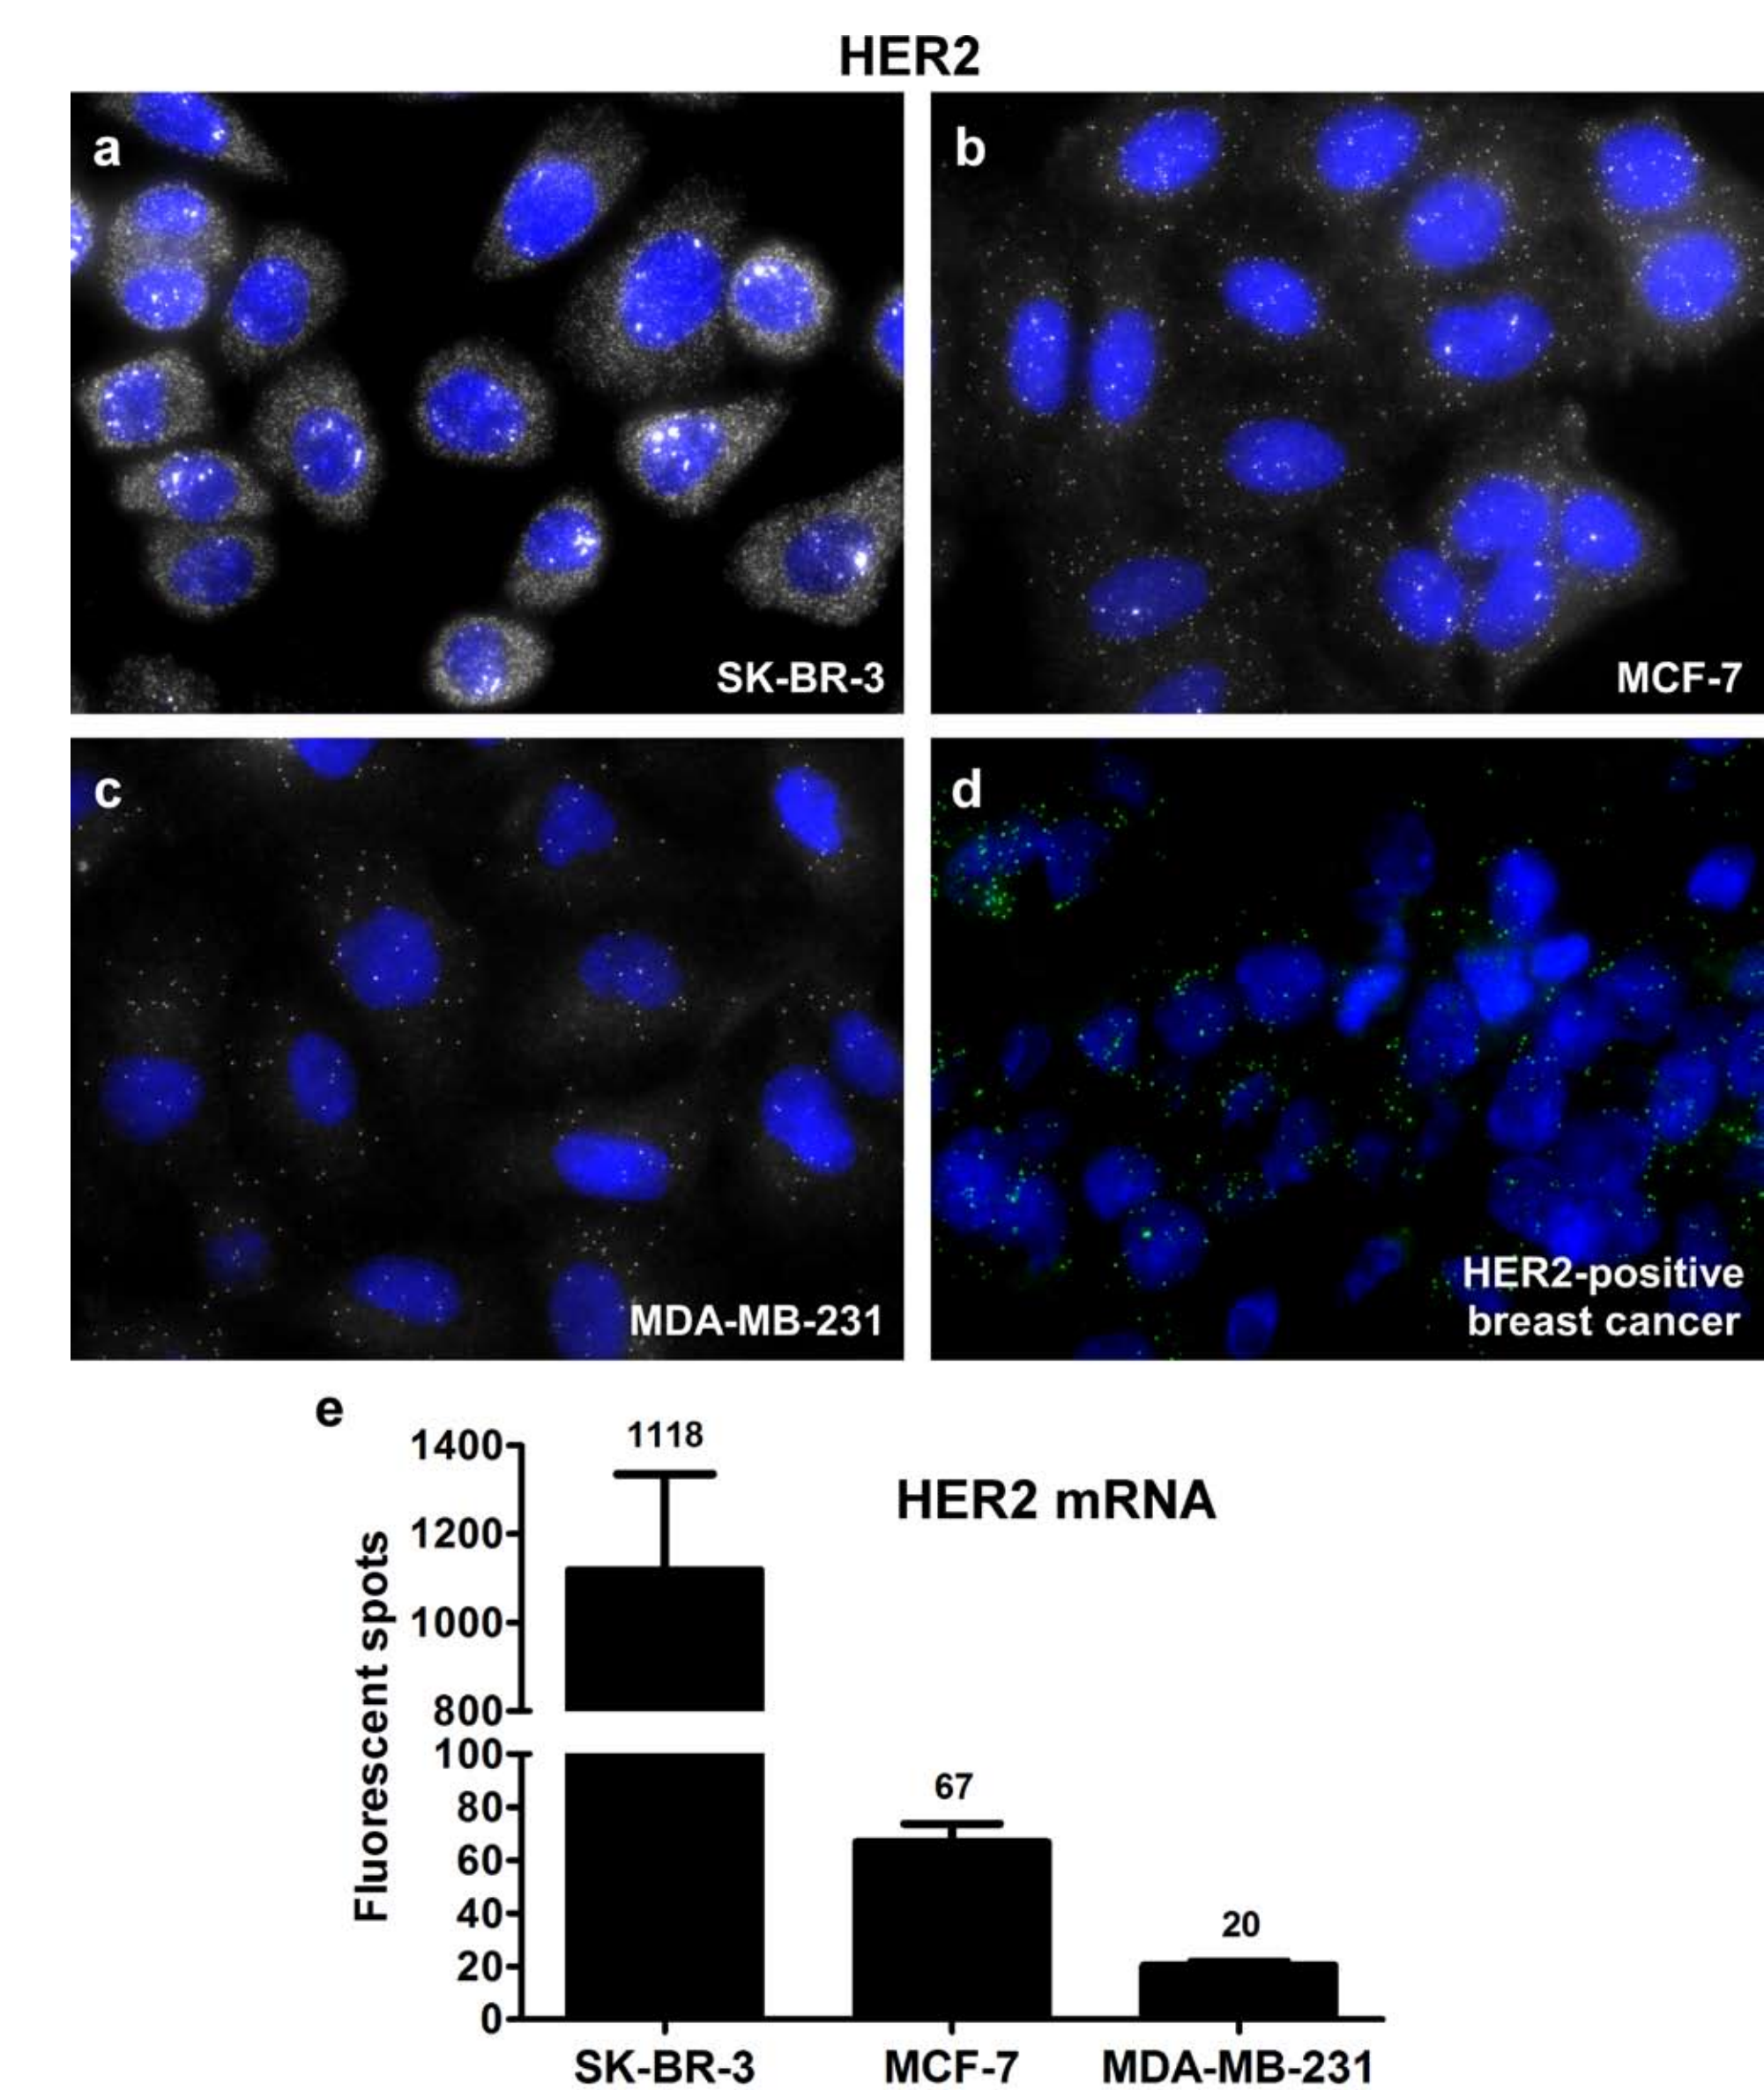 HER2
a
SK-BR-3
b
MCF-7
c
MDA-MB-231
d
HER2-positive
breast cancer
e
HER2 mRNA
Fluorescent spots
1400
1200
1000
800
100
80
60
40
20
0
1118
67
20
SK-BR-3
MCF-7
MDA-MB-231